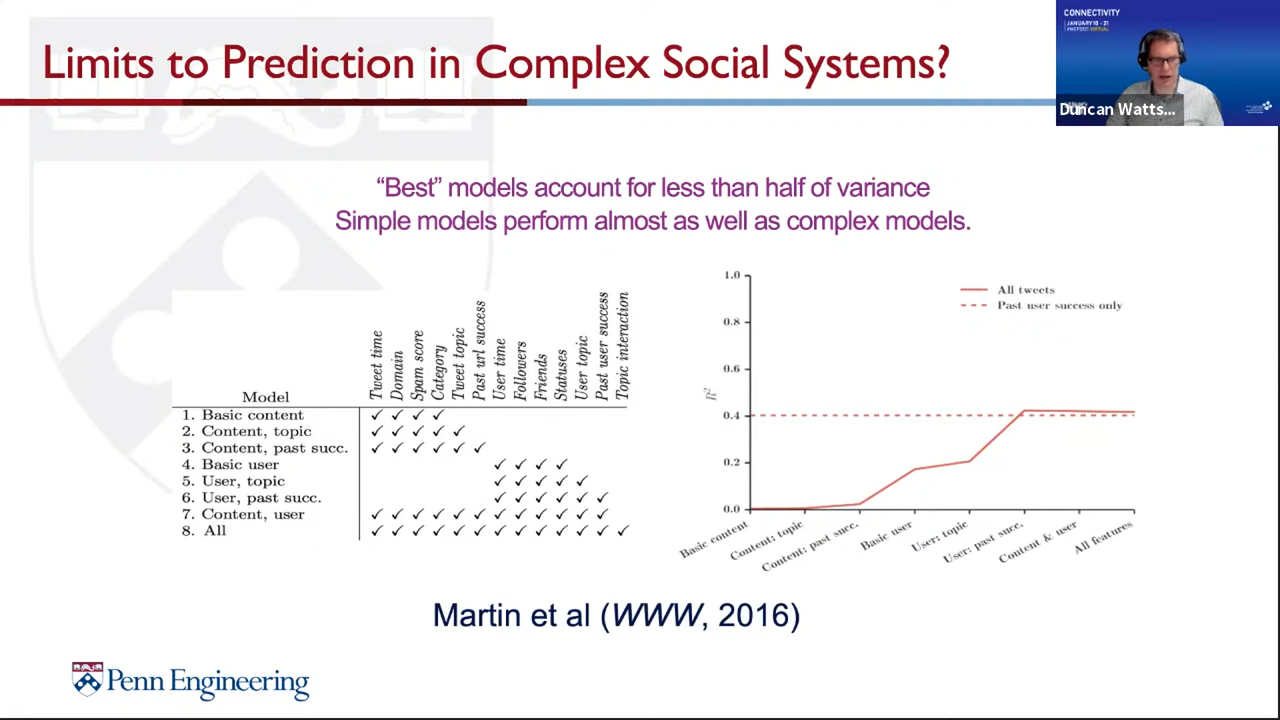 Limits to Prediction in Complex Social Systems?
CONNECTIVITY
JANUARY 18 - 21
VIRTUAL
Duncan Watts...
“Best” models account for less than half of variance
Simple models perform almost as well as complex models.
Model
Tweet time
Domain
Spam score
Category
Tweet topic
Past url success
User time
Followers
Friends
Statuses
User topic
Past user success
Topic interaction
1. Basic content ✓ ✓ ✓ ✓
2. Content, topic ✓ ✓ ✓ ✓ ✓
3. Content, past succ. ✓ ✓ ✓ ✓ ✓ ✓
4. Basic user ✓ ✓ ✓ ✓
5. User, topic ✓ ✓ ✓ ✓ ✓
6. User, past succ. ✓ ✓ ✓ ✓ ✓ ✓
7. Content, user ✓ ✓ ✓ ✓ ✓ ✓ ✓ ✓ ✓ ✓ ✓ ✓
8. All ✓ ✓ ✓ ✓ ✓ ✓ ✓ ✓ ✓ ✓ ✓ ✓ ✓
All tweets
Past user success only
R²
1.0
0.8
0.6
0.4
0.2
0.0
Basic content
Content: topic
Content: past succ.
Basic user
User: topic
User: past succ.
Content & user
All features
Martin et al (WWW, 2016)
Penn Engineering